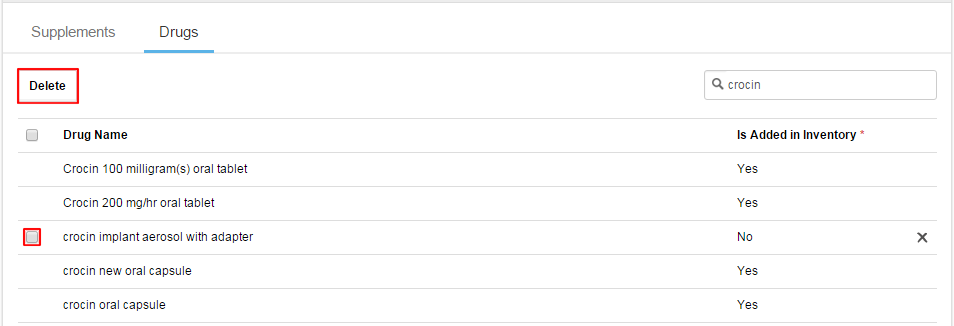 Supplements Drugs
Delete crocin
Drug Name Is Added in Inventory *
Crocin 100 milligram(s) oral tablet Yes
Crocin 200 mg/hr oral tablet Yes
crocin implant aerosol with adapter No
crocin new oral capsule Yes
crocin oral capsule Yes